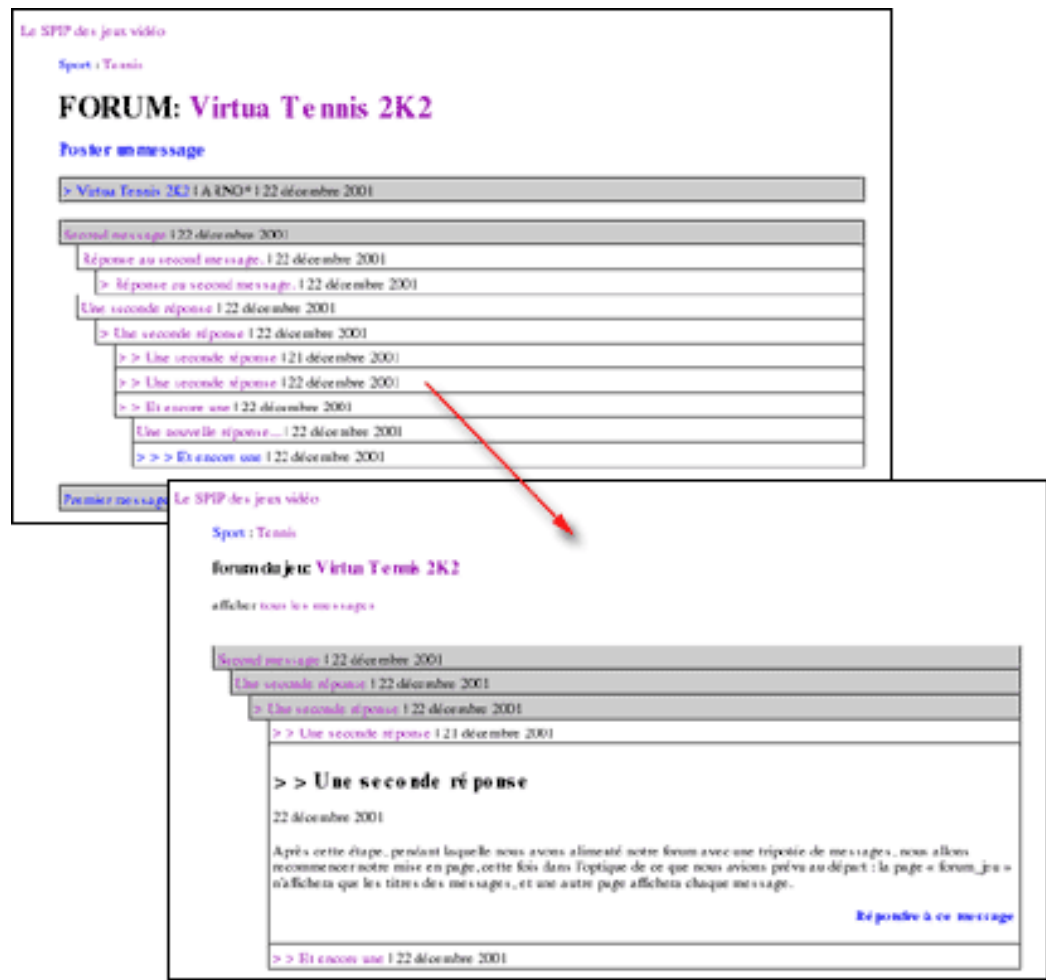 Le SPIP des jeux vidéo
Sport : Tennis
FORUM: Virtua Tennis 2K2
Poster un message
> Virtua Tennis 2K2 | ARNO* | 22 décembre 2001
Second message | 22 décembre 2001
Réponse au second message. | 22 décembre 2001
> Réponse au second message. | 22 décembre 2001
Une seconde réponse | 22 décembre 2001
> Une seconde réponse | 22 décembre 2001
> > Une seconde réponse | 21 décembre 2001
> > Une seconde réponse | 22 décembre 2001
> > Et encore une | 22 décembre 2001
Une nouvelle réponse... | 22 décembre 2001
> > > Et encore une | 22 décembre 2001
Premier message
Le SPIP des jeux vidéo
Sport : Tennis
forum du jeu: Virtua Tennis 2K2
afficher tous les messages
Second message | 22 décembre 2001
Une seconde réponse | 22 décembre 2001
> Une seconde réponse | 22 décembre 2001
> > Une seconde réponse | 21 décembre 2001
> > Une seconde réponse
22 décembre 2001
Après cette étape, pendant laquelle nous avons alimenté notre forum avec une tripotée de messages, nous allons
recommencer notre mise en page, cette fois dans l'optique de ce que nous avions prévu au départ : la page « forum_jeu »
n'affichera que les titres des messages, et une autre page affichera chaque message.
Répondre à ce message
> > Et encore une | 22 décembre 2001